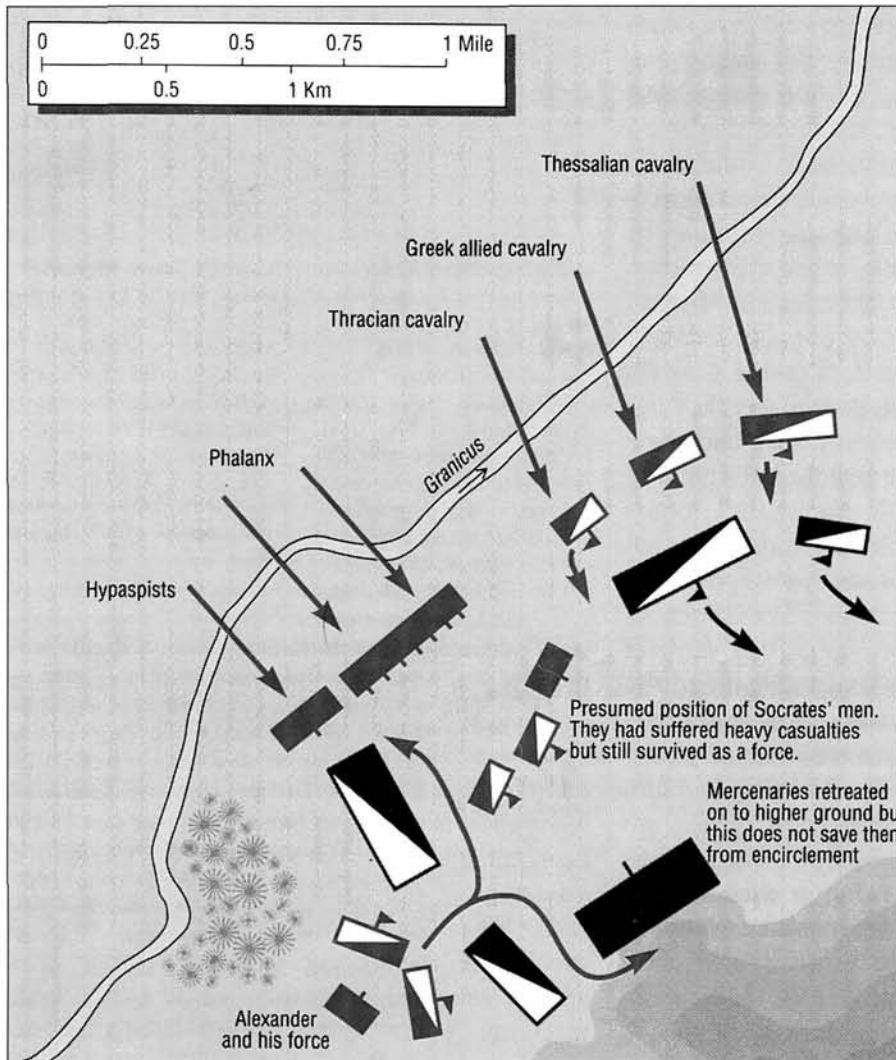 0 0.25 0.5 0.75 1 Mile
0 0.5 1 Km
Thessalian cavalry
Greek allied cavalry
Thracian cavalry
Phalanx
Granicus
Hypaspists
Presumed position of Socrates' men.
They had suffered heavy casualties
but still survived as a force.
Mercenaries retreated
on to higher ground bu
this does not save then
from encirclement
Alexander
and his force